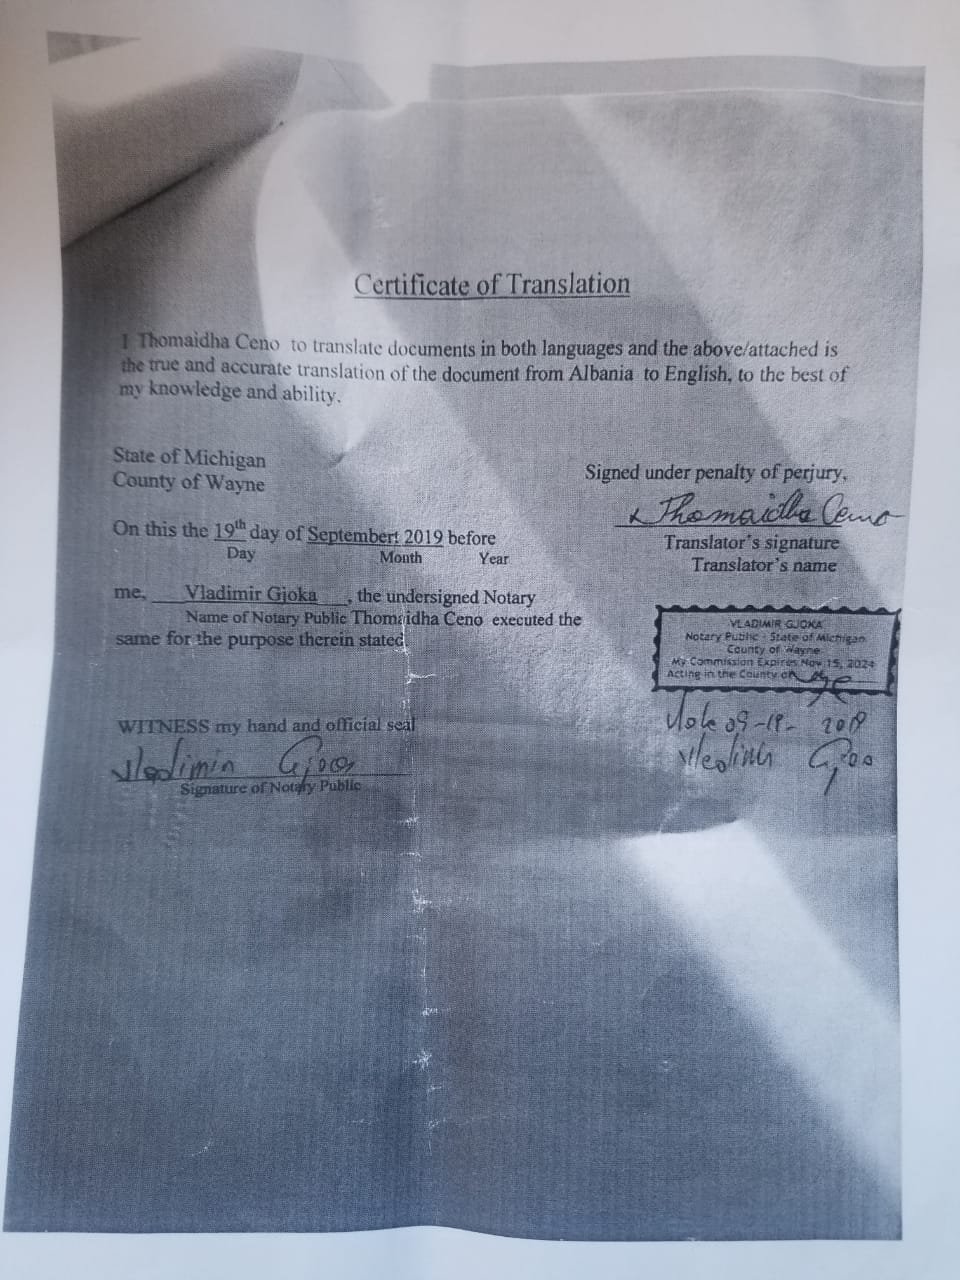 Certificate of Translation
I Thomaidha Ceno to translate documents in both languages and the above/attached is
the true and accurate translation of the document from Albania to English, to the best of
my knowledge and ability.
State of Michigan
County of Wayne
Signed under penalty of perjury,
Thomaidha Ceno
Translator's signature
Translator's name
On this the 19th day of Septembert 2019 before
Day Month Year
me, Vladimir Gjoka, the undersigned Notary
Name of Notary Public Thomaidha Ceno executed the
same for the purpose therein stated
VLADIMIR GJOKA
Notary Public - State of Michigan
County of Wayne
My Commission Expires Nov 15, 2024
Acting in the County of
WITNESS my hand and official seal
Signature of Notary Public